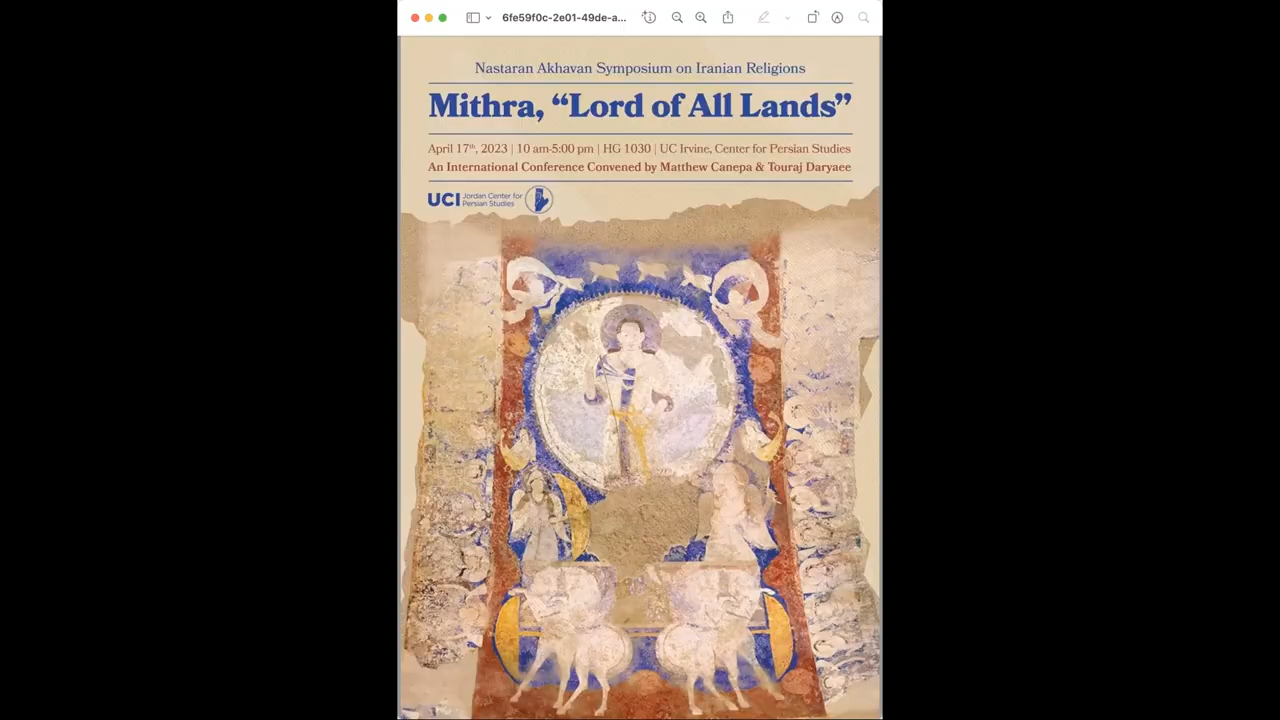 6fe59f0c-2e01-49de-a...
Nastaran Akhavan Symposium on Iranian Religions
Mithra, “Lord of All Lands”
April 17th, 2023 | 10 am-5:00 pm | HG 1030 | UC Irvine, Center for Persian Studies
An International Conference Convened by Matthew Canepa & Touraj Daryaee
UCI Jordan Center for
Persian Studies